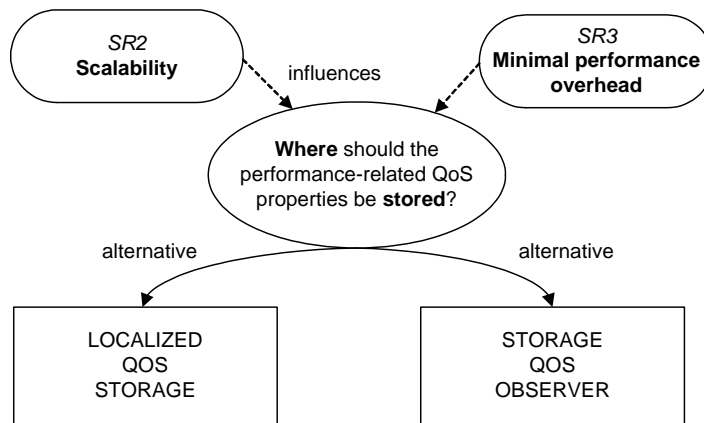 SR2
Scalability
SR3
Minimal performance
overhead
influences
Where should the
performance-related QoS
properties be stored?
alternative
alternative
LOCALIZED
QOS
STORAGE
STORAGE
QOS
OBSERVER